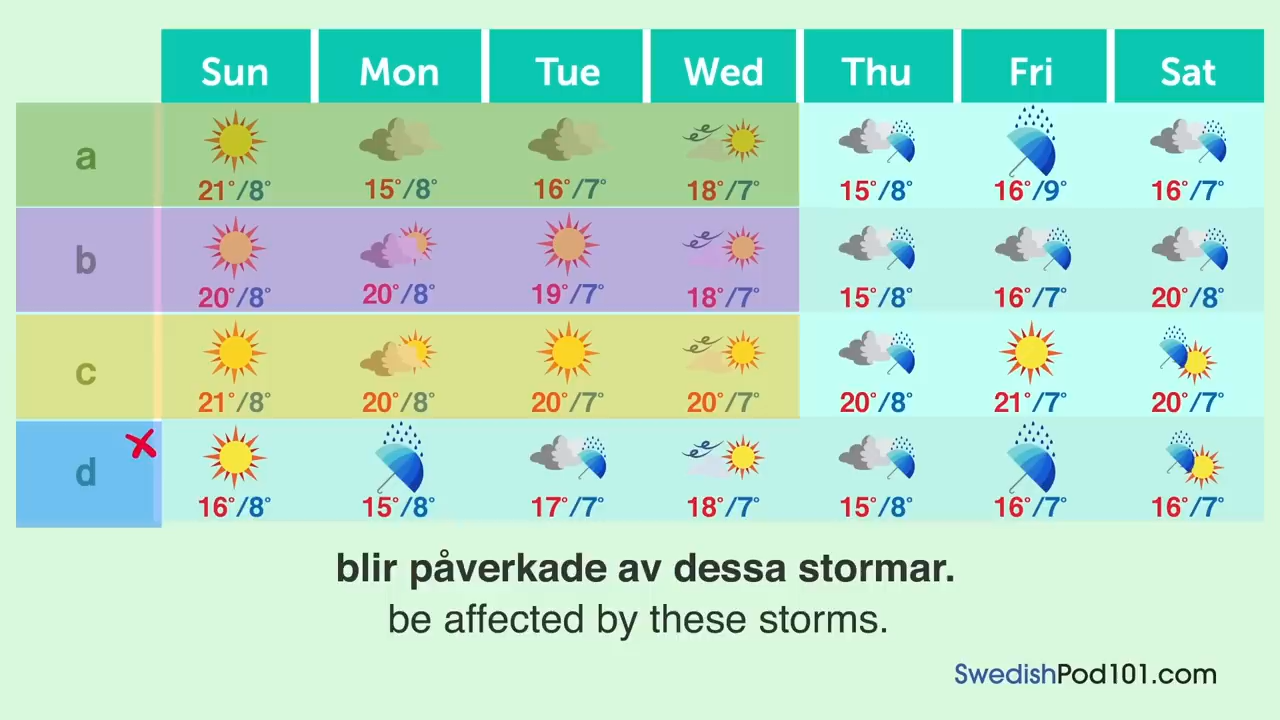 Sun Mon Tue Wed Thu Fri Sat
a
21°/8° 15°/8° 16°/7° 18°/7° 15°/8° 16°/9° 16°/7°
b
20°/8° 20°/8° 19°/7° 18°/7° 15°/8° 16°/7° 20°/8°
c
21°/8° 20°/8° 20°/7° 20°/7° 20°/8° 21°/7° 20°/7°
d
16°/8° 15°/8° 17°/7° 18°/7° 15°/8° 16°/7° 16°/7°
blir påverkade av dessa stormar.
be affected by these storms.
SwedishPod101.com